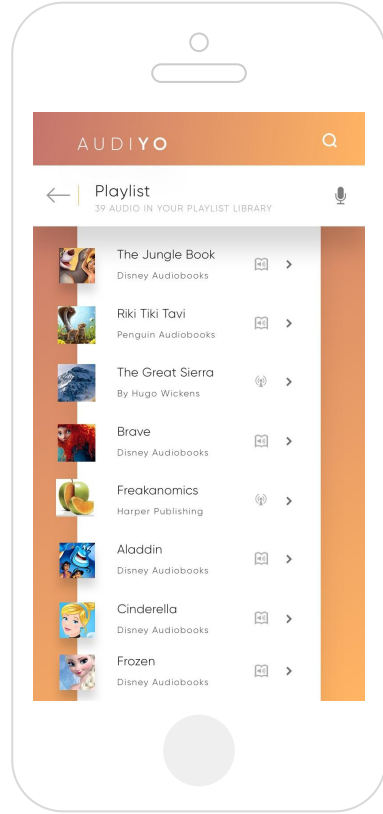 AUDIYO
Playlist
39 AUDIO IN YOUR PLAYLIST LIBRARY
The Jungle Book
Disney Audiobooks
Riki Tiki Tavi
Penguin Audiobooks
The Great Sierra
By Hugo Wickens
Brave
Disney Audiobooks
Freakanomics
Harper Publishing
Aladdin
Disney Audiobooks
Cinderella
Disney Audiobooks
Frozen
Disney Audiobooks